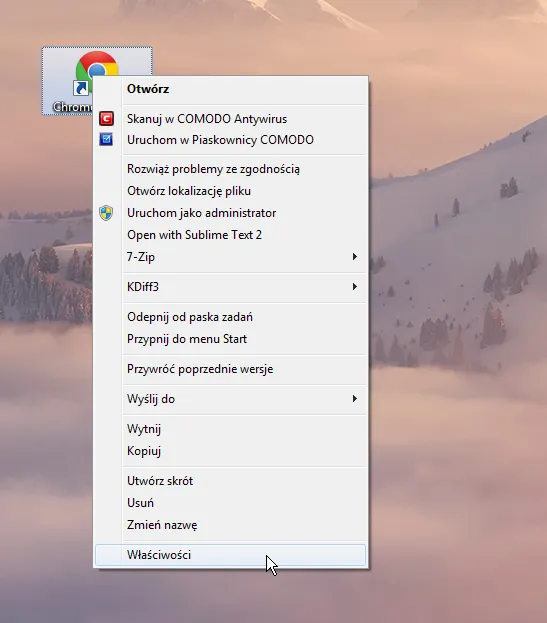 Chrom
Otwórz
Skanuj w COMODO Antywirus
Uruchom w Piaskownicy COMODO
Rozwiąż problemy ze zgodnością
Otwórz lokalizację pliku
Uruchom jako administrator
Open with Sublime Text 2
7-Zip
KDiff3
Odepnij od paska zadań
Przypnij do menu Start
Przywróć poprzednie wersje
Wyślij do
Wytnij
Kopiuj
Utwórz skrót
Usuń
Zmień nazwę
Właściwości